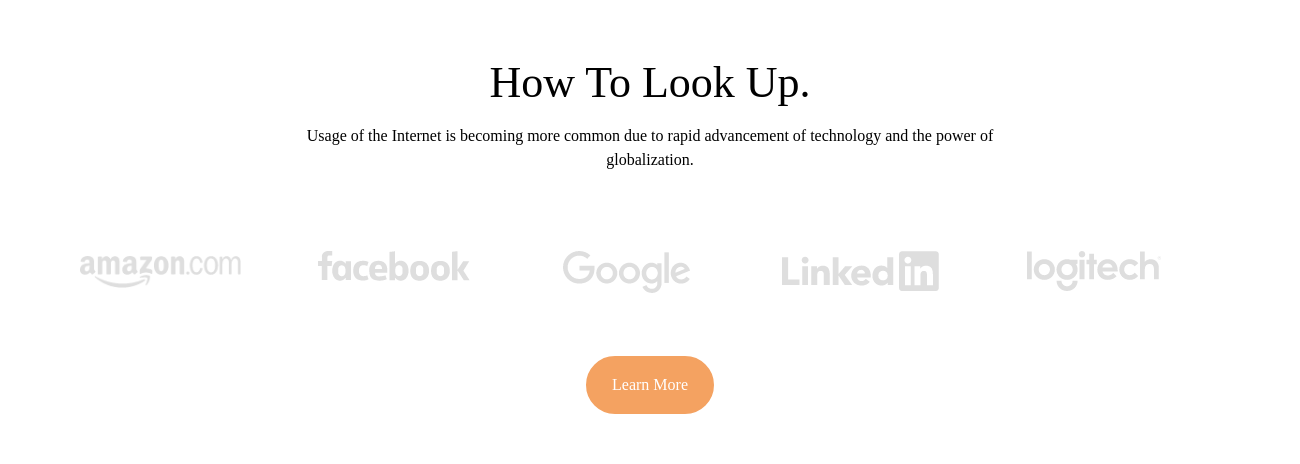 How To Look Up.
Usage of the Internet is becoming more common due to rapid advancement of technology and the power of
globalization.
amazon.com facebook Google Linkedin logitech
Learn More